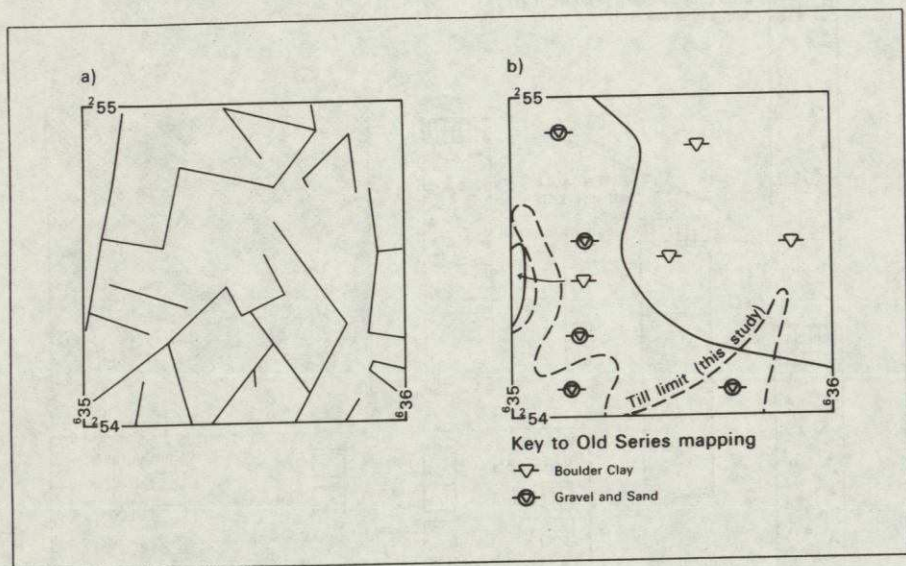 a)
²55
⁶35
²54
⁶36
b)
²55
Till limit (this study)
⁶35
²54
⁶36
Key to Old Series mapping
Boulder Clay
Gravel and Sand